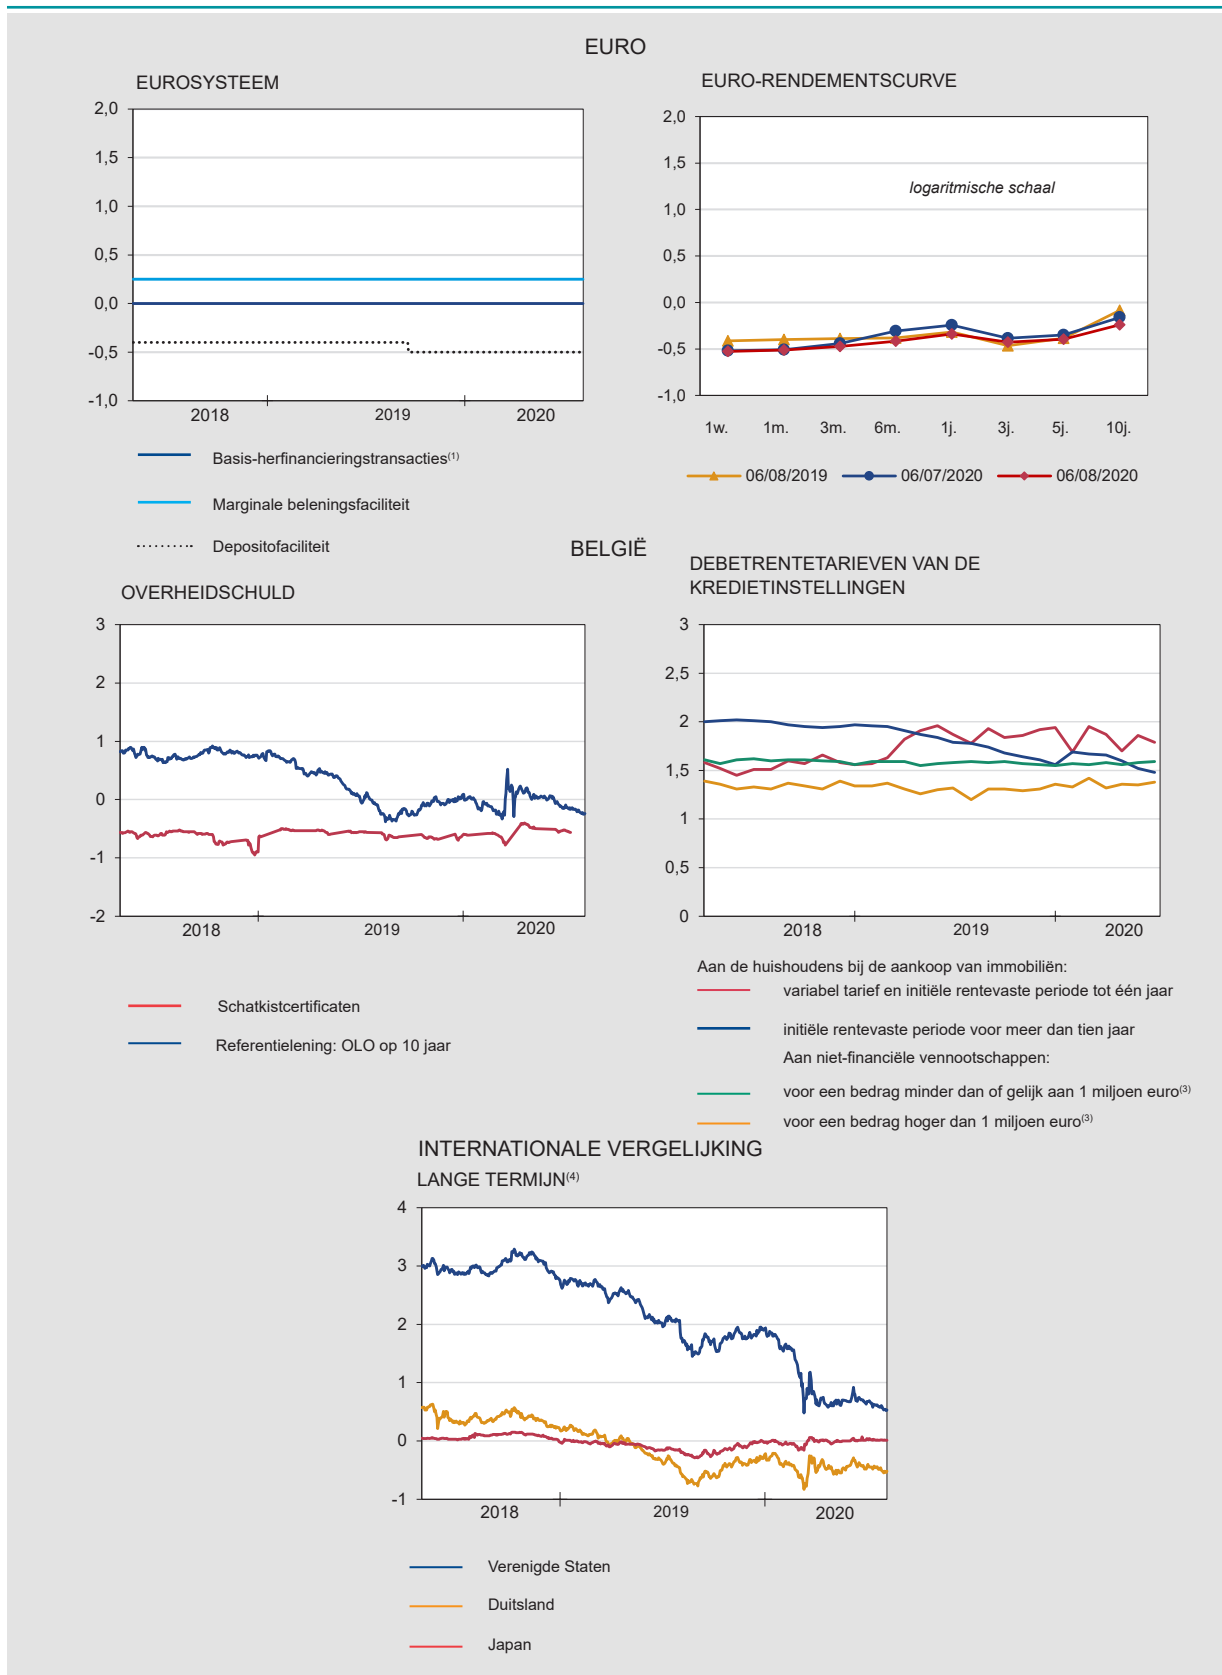 EURO
EUROSYSTEEM
2,0
1,5
1,0
0,5
0,0
-0,5
-1,0
2018 2019 2020
Basis-herfinancieringstransacties(1)
Marginale beleningsfaciliteit
Depositofaciliteit
EURO-RENDEMENTSCURVE
2,0
1,5
1,0
0,5
0,0
-0,5
-1,0
logaritmische schaal
1w. 1m. 3m. 6m. 1j. 3j. 5j. 10j.
06/08/2019 06/07/2020 06/08/2020
BELGIË
OVERHEIDSCHULD
3
2
1
0
-1
-2
2018 2019 2020
Schatkistcertificaten
Referentielening: OLO op 10 jaar
DEBETRENTETARIEVEN VAN DE
KREDIETINSTELLINGEN
3
2,5
2
1,5
1
0,5
0
2018 2019 2020
Aan de huishoudens bij de aankoop van immobiliën:
variabel tarief en initiële rentevaste periode tot één jaar
initiële rentevaste periode voor meer dan tien jaar
Aan niet-financiële vennootschappen:
voor een bedrag minder dan of gelijk aan 1 miljoen euro(3)
voor een bedrag hoger dan 1 miljoen euro(3)
INTERNATIONALE VERGELIJKING
LANGE TERMIJN(4)
4
3
2
1
0
-1
2018 2019 2020
Verenigde Staten
Duitsland
Japan